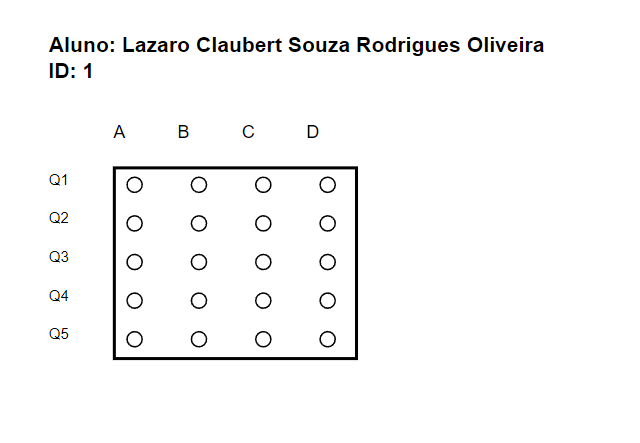 Aluno: Lazaro Claubert Souza Rodrigues Oliveira
ID: 1
A B C D
Q1
Q2
Q3
Q4
Q5